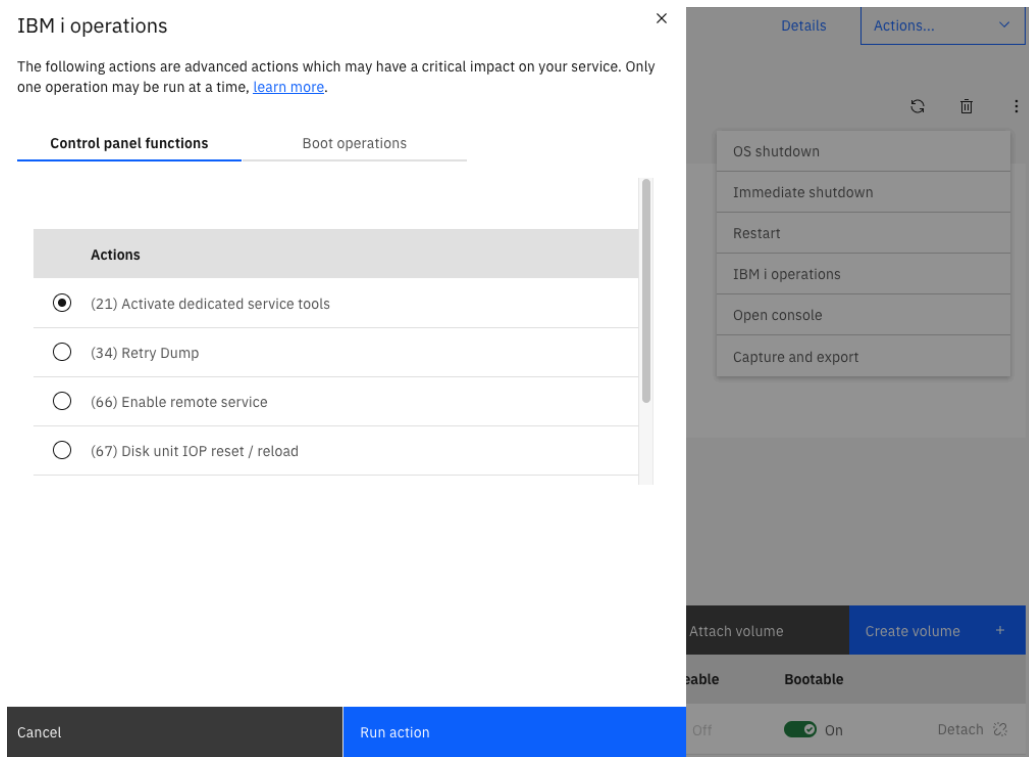 IBM i operations
The following actions are advanced actions which may have a critical impact on your service. Only
one operation may be run at a time, learn more.
Control panel functions
Boot operations
Actions
(21) Activate dedicated service tools
(34) Retry Dump
(66) Enable remote service
(67) Disk unit IOP reset / reload
Cancel
Run action
Details
Actions...
OS shutdown
Immediate shutdown
Restart
IBM i operations
Open console
Capture and export
Attach volume
Create volume +
eable
Bootable
Off
On
Detach